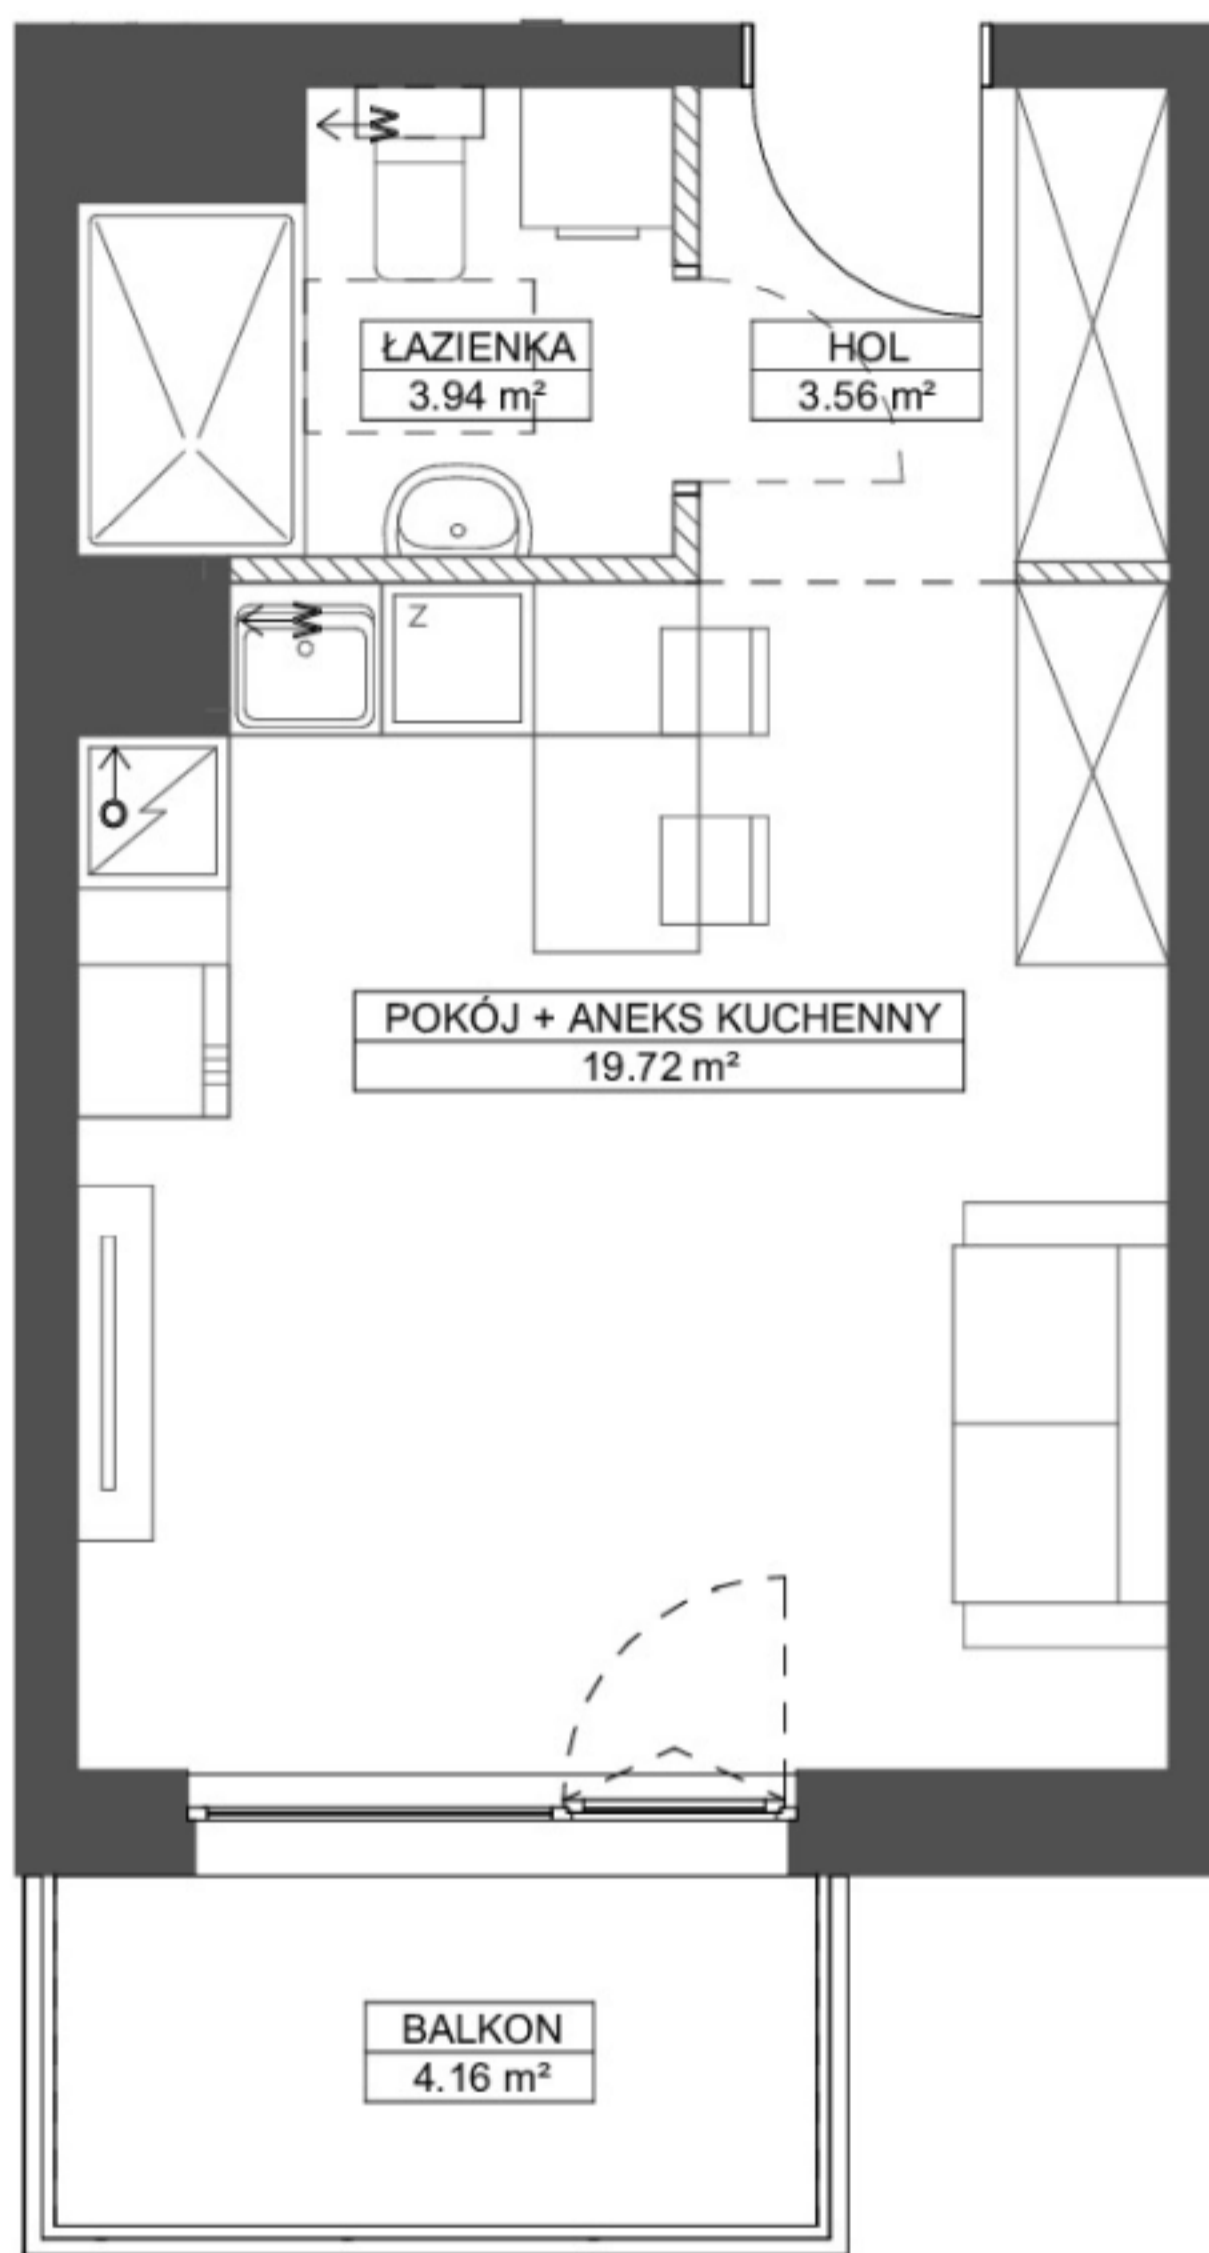 W
ŁAZIENKA
3.94 m²
HOL
3.56 m²
W
Z
O
POKÓJ + ANEKS KUCHENNY
19.72 m²
BALKON
4.16 m²